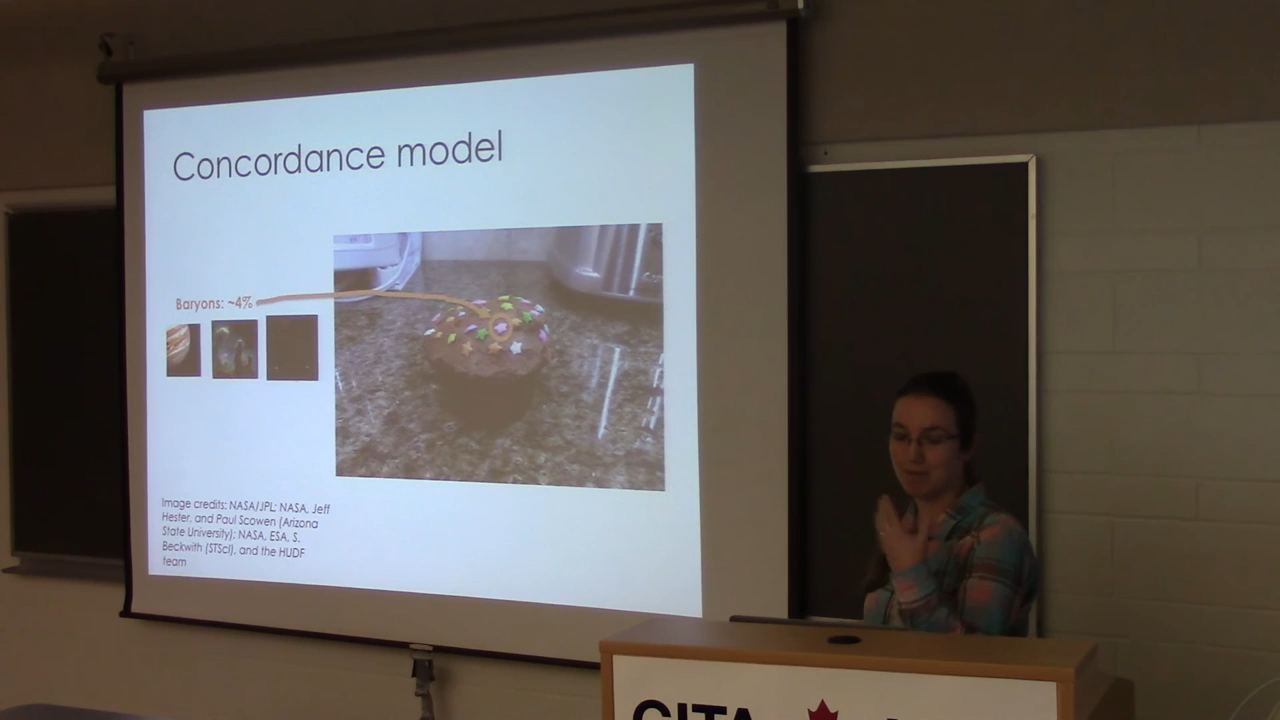 Concordance model
Baryons: ~4%
Image credits: NASA/JPL; NASA, Jeff
Hester, and Paul Scowen (Arizona
State University); NASA, ESA, S.
Beckwith (STScI), and the HUDF
team
CITA